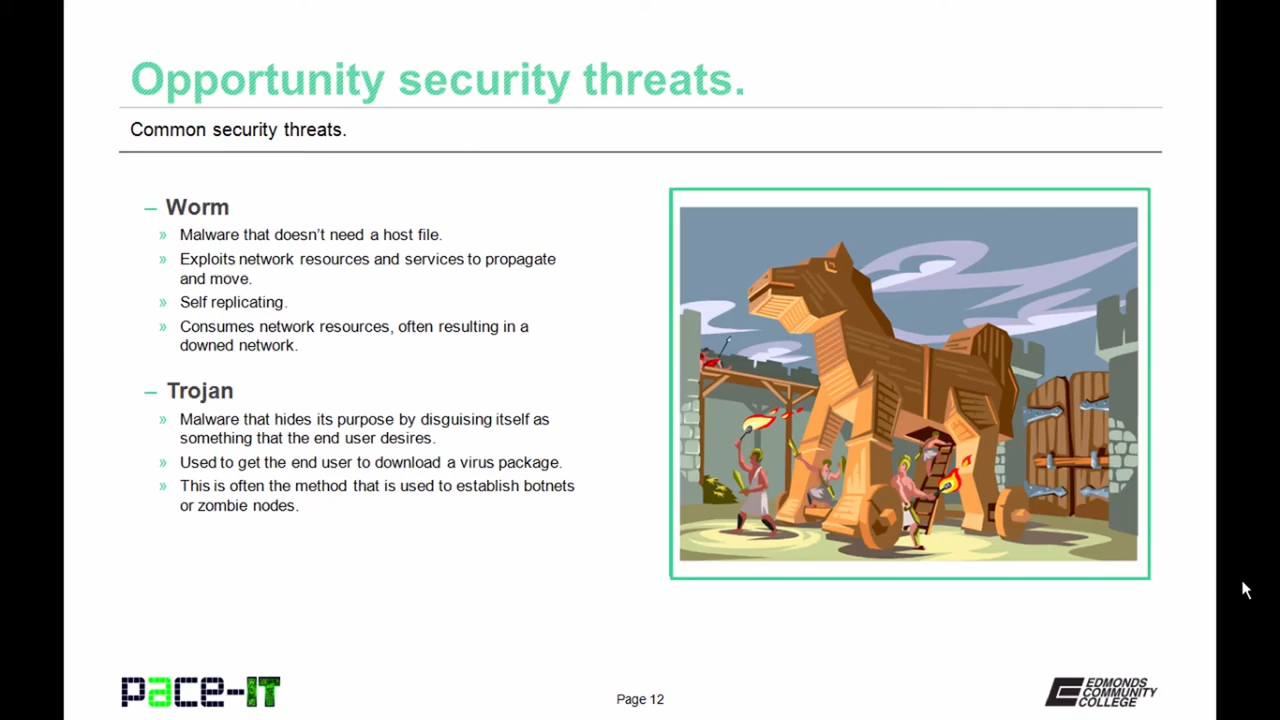 Opportunity security threats.
Common security threats.
– Worm
» Malware that doesn't need a host file.
» Exploits network resources and services to propagate
and move.
» Self replicating.
» Consumes network resources, often resulting in a
downed network.
– Trojan
» Malware that hides its purpose by disguising itself as
something that the end user desires.
» Used to get the end user to download a virus package.
» This is often the method that is used to establish botnets
or zombie nodes.
pace-IT
Page 12
EDMONDS
COMMUNITY
COLLEGE